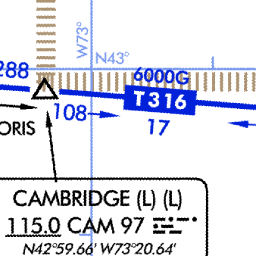 W73°
N43°
288
6000G
T316
108
17
ORIS
CAMBRIDGE (L) (L)
115.0 CAM 97
N42°59.66' W73°20.64'